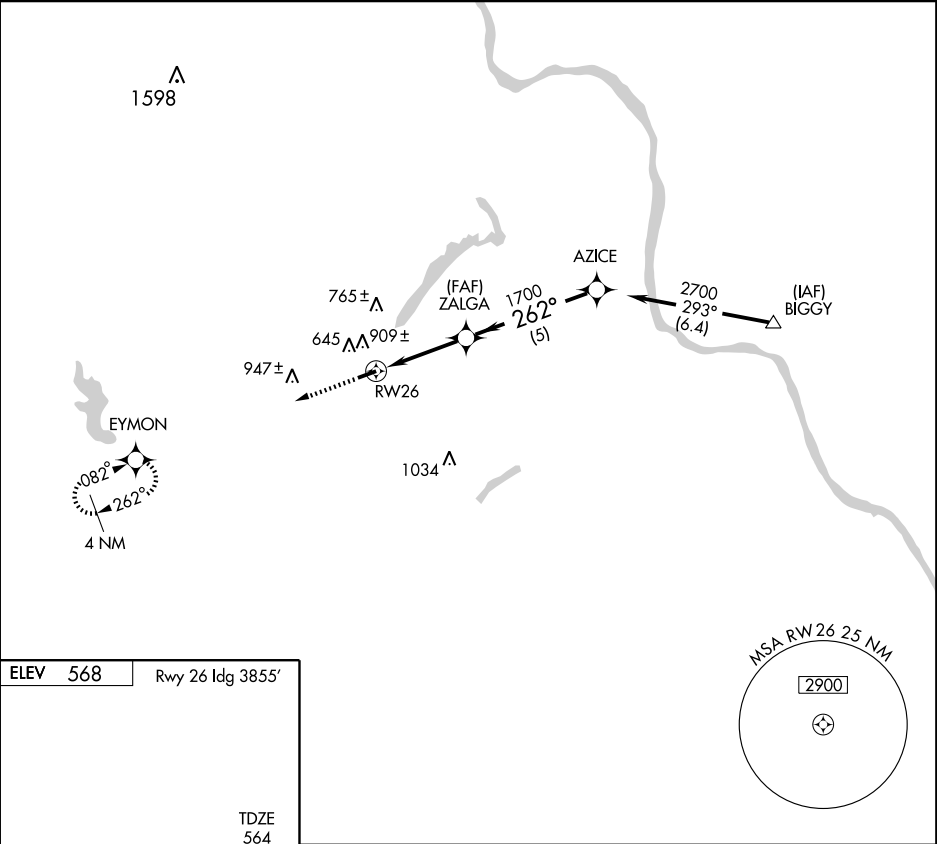 1598
AZICE
(FAF)
ZALGA
1700
262°
(5)
2700
293°
(6.4)
(IAF)
BIGGY
765±
645
909±
947±
RW26
EYMON
082°
262°
4 NM
1034
MSA RW26 25 NM
2900
ELEV 568
Rwy 26 ldg 3855'
TDZE
564